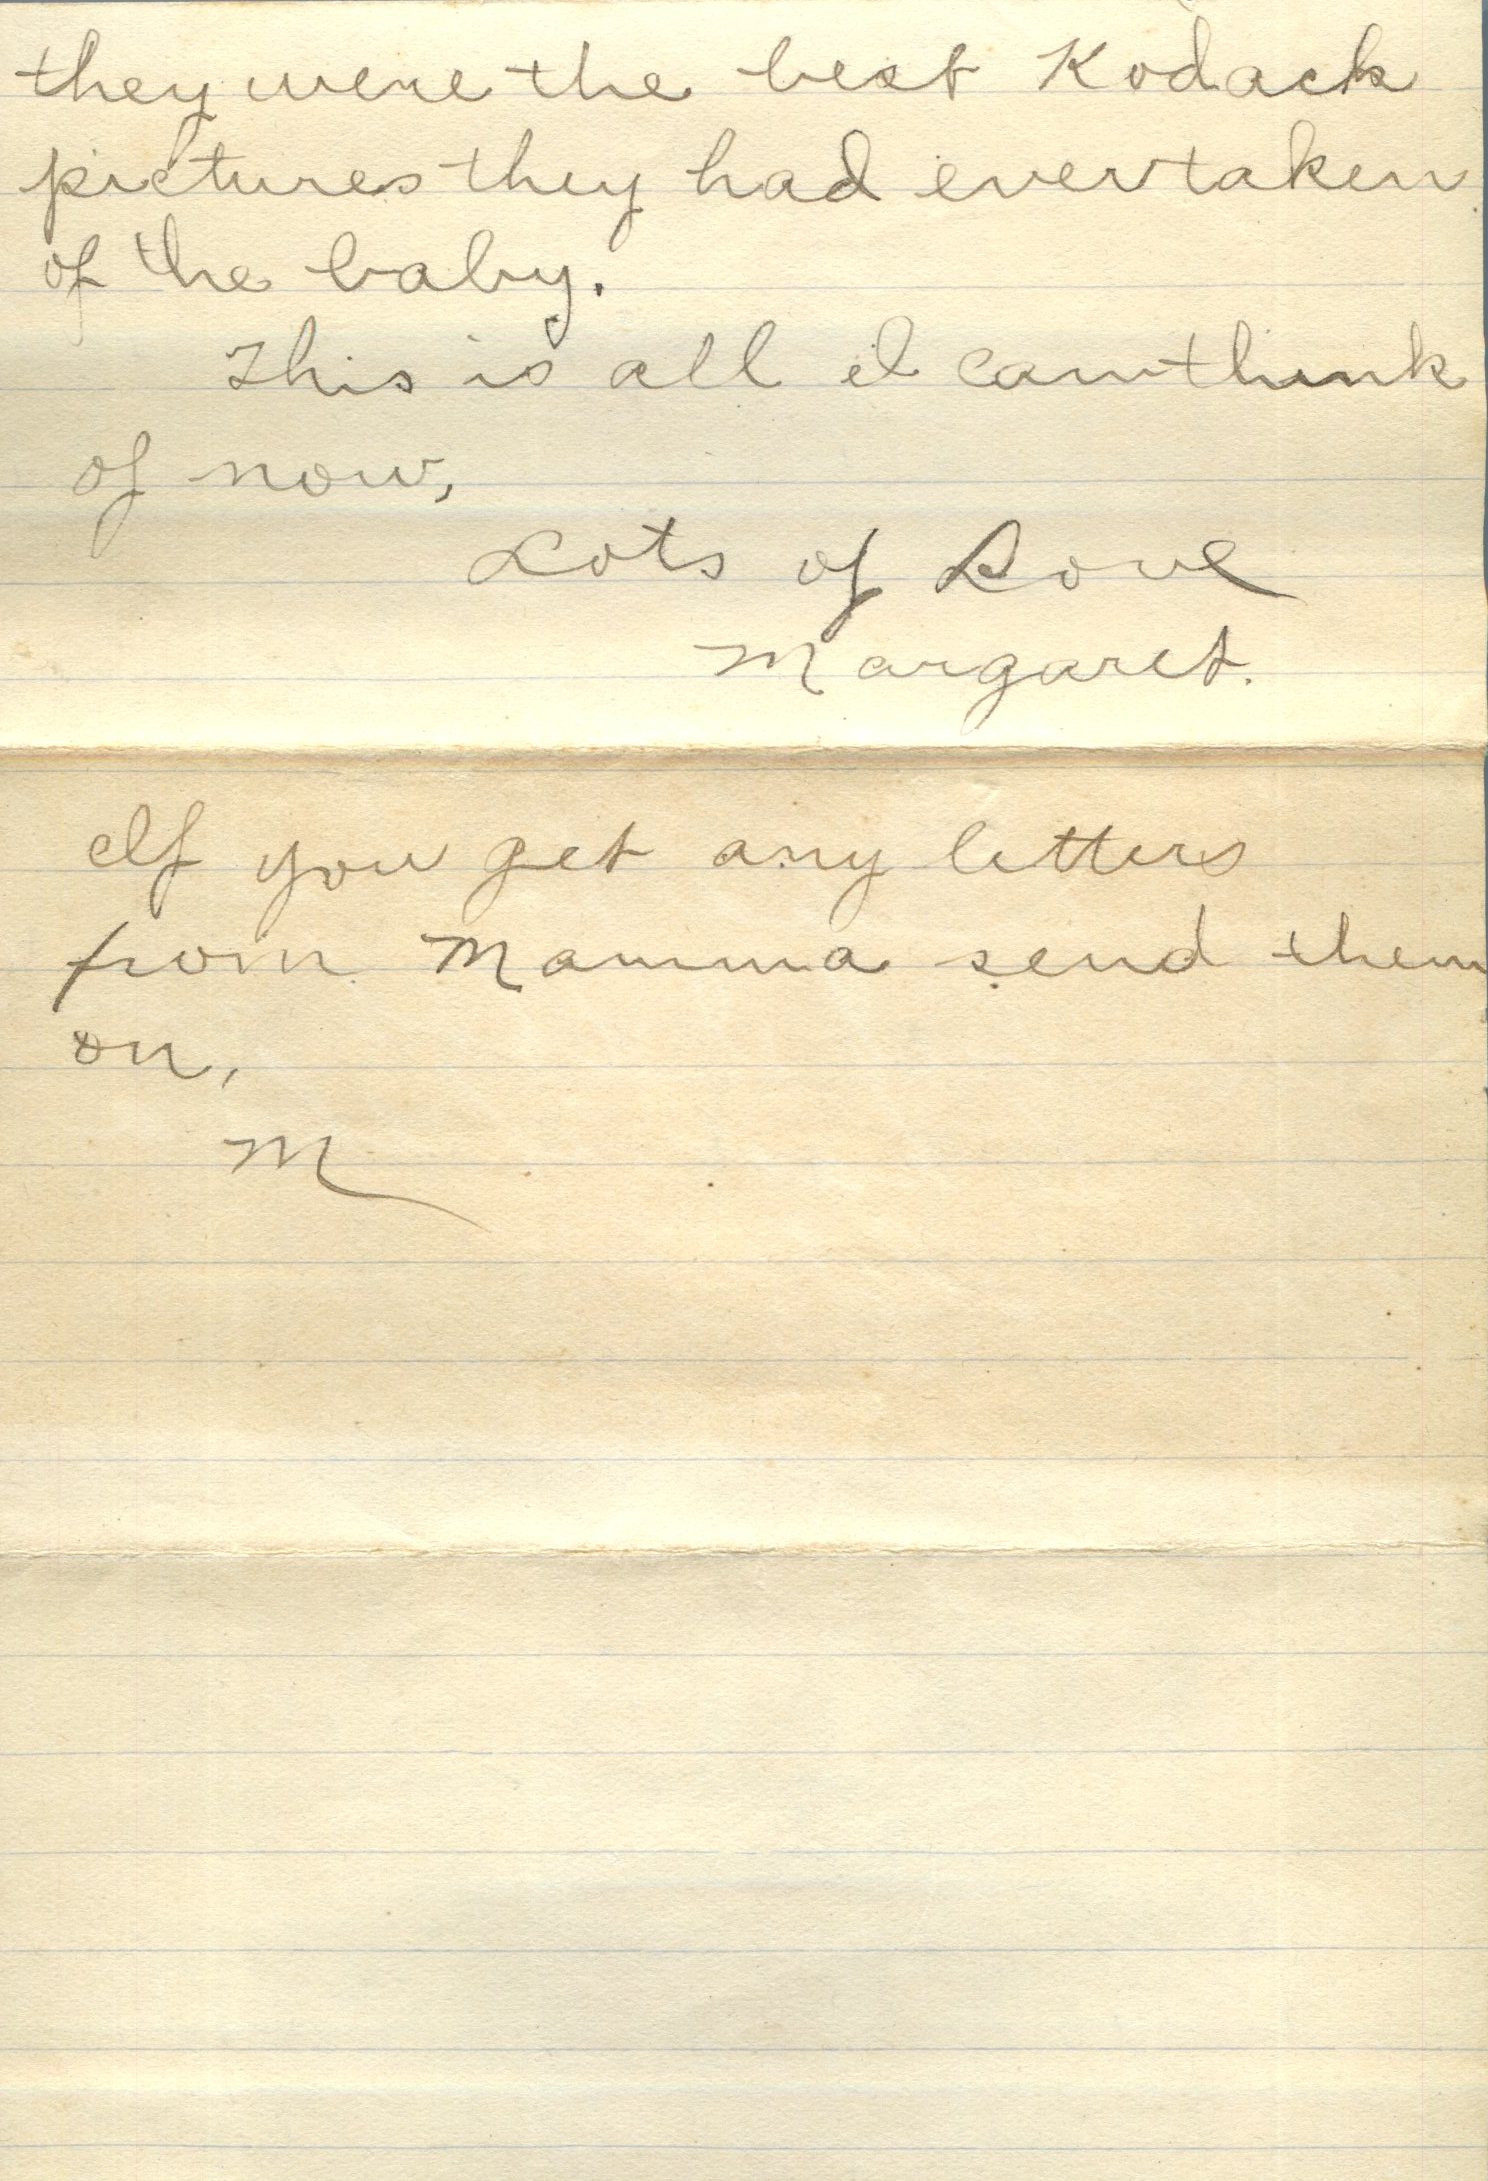 they were the best Kodack
pictures they had ever taken
of the baby.
This is all I can think
of now,
Lots of Love
Margaret.
If you get any letters
from Mamma send them
on,
M